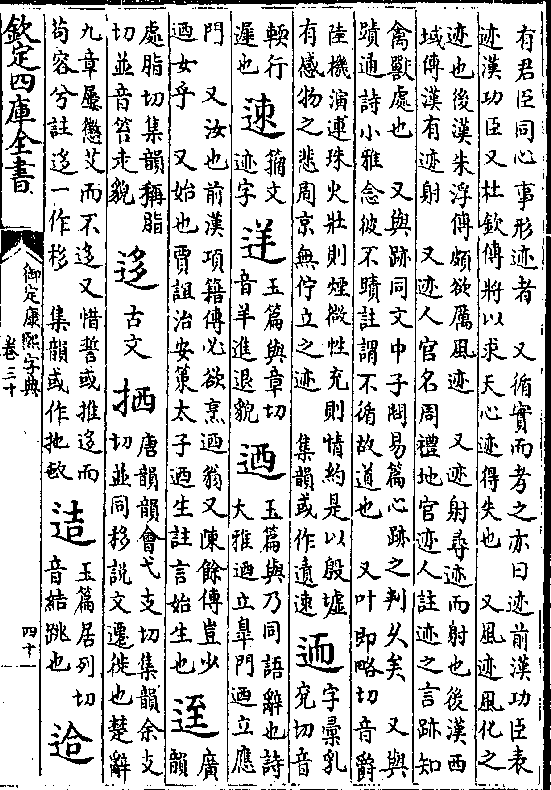 有君臣同心事形迹者　又循實而考之亦曰迹前漢功臣表
迹漢功臣又杜欽傳將以求天心迹得失也　又風迹風化之
迹也後漢朱浮傳頗欲厲風迹　又迹射尋迹而射也後漢西
域傳漢有迹射　又迹人官名周禮地官迹人註迹之言跡知
禽獸處也　又與跡同文中子問易篇心跡之判久矣　又與
蹟通詩小雅念彼不蹟註謂不循故道也　又叶即略切音爵
陸機演連珠火壯則煙微性充則情約是以殷墟
有感物之悲周京無佇立之迹　集韻或作遺速
𨒪字彙乳
兖切音
輭行
遟也
𨒪籀文
迹字
𨒫玉篇與章切
音羊進退貌
迺玉篇與乃同語辭也詩
大雅迺立臯門迺立應
門　又汝也前漢項籍傳必欲烹迺翁又陳餘傳豈少
迺女乎　又始也賈誼治安策太子迺生註言始生也
𨒬廣
韻
處脂切集韻稱脂
切並音笞走貌
迻古文
㧴
唐韻韻會弋支切集韻余支
切並同移說文遷徙也楚辭
九章屢懲艾而不迻又惜誓或推迻而
苟容兮註迻一作移　集韻或作拖𢻱
迼玉篇居列切
音結跳也
迨
欽定四庫全書
御定康熙字典
卷三十
四十